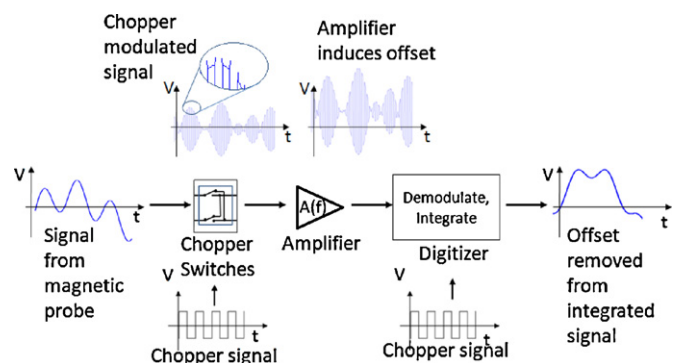 Chopper
modulated
signal
Amplifier
induces offset
V
t
V
t
V
t
Signal
from
magnetic
probe
Chopper
Switches
A(f)
Amplifier
Demodulate,
Integrate
Digitizer
V
t
Offset
removed
from
integrated
signal
V
t
Chopper signal
V
t
Chopper signal